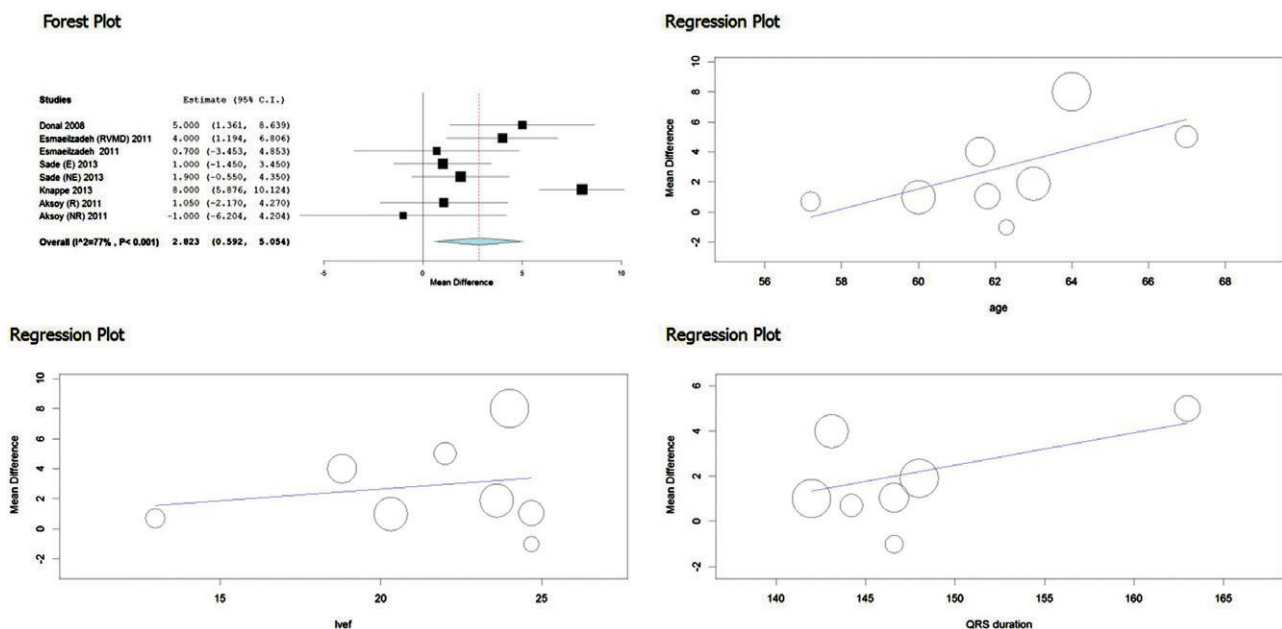 Forest Plot
Studies Estimate (95% C.I.)
Donal 2008 5.000 (1.361, 8.639)
Esmaeilzadeh (RVMD) 2011 4.000 (1.194, 6.806)
Esmaeilzadeh 2011 0.700 (-3.453, 4.853)
Sade (E) 2013 1.000 (-1.450, 3.450)
Sade (NE) 2013 1.900 (-0.550, 4.350)
Knappe 2013 8.000 (5.876, 10.124)
Aksoy (R) 2011 1.050 (-2.170, 4.270)
Aksoy (NR) 2011 -1.000 (-6.204, 4.204)
Overall (I^2=77% , P< 0.001) 2.823 (0.592, 5.054)
-5 0 5 10
Mean Difference
Regression Plot
10
8
6
4
2
0
-2
Mean Difference
56 58 60 62 64 66 68
age
Regression Plot
10
8
6
4
2
0
-2
Mean Difference
15 20 25
lvef
Regression Plot
6
4
2
0
-2
Mean Difference
140 145 150 155 160 165
QRS duration